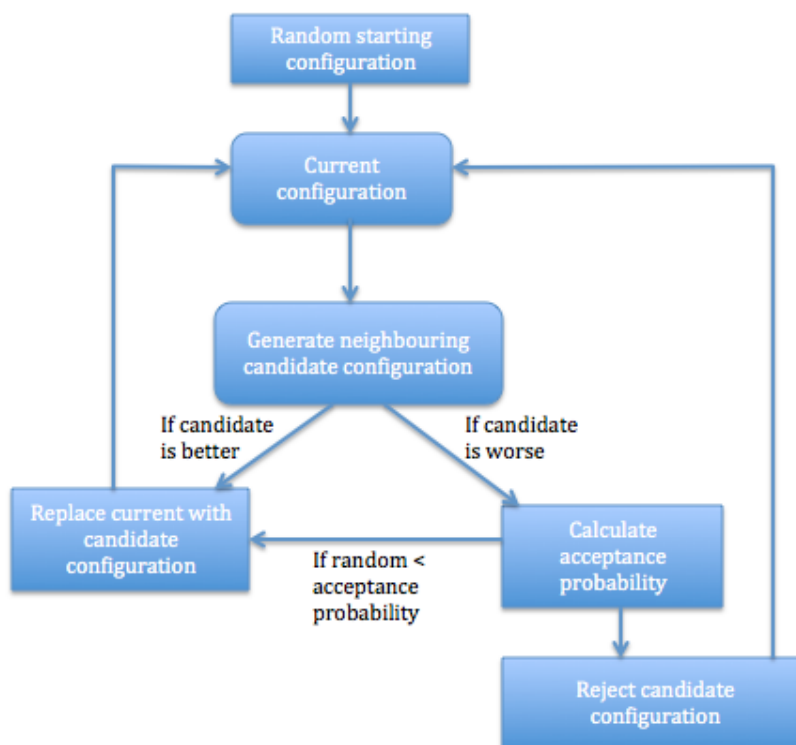 Random starting
configuration
Current
configuration
Generate neighbouring
candidate configuration
If candidate
is better
If candidate
is worse
Replace current with
candidate
configuration
If random <
acceptance
probability
Calculate
acceptance
probability
Reject candidate
configuration